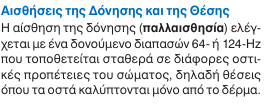 Αισθήσεις της Δόνησης και της Θέσης
Η αίσθηση της δόνησης (παλλαισθησία) ελέγ-
χεται με ένα δονούμενο διαπασών 64- ή 124-Hz
που τοποθετείται σταθερά σε διάφορες οστι-
κές προπέτειες του σώματος, δηλαδή θέσεις
όπου τα οστά καλύπτονται μόνο από το δέρμα.